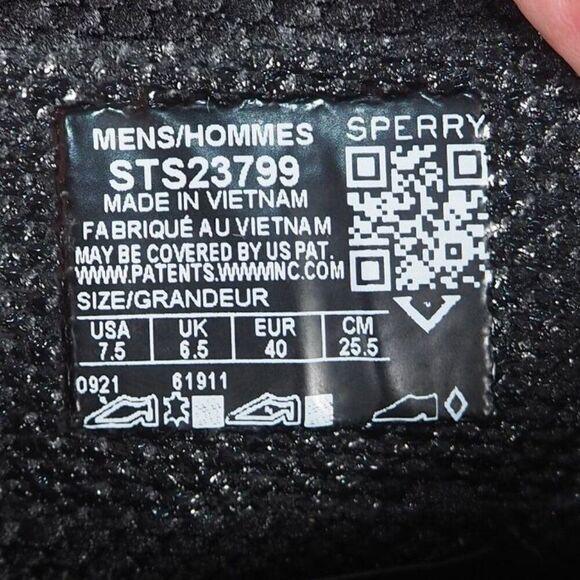 MENS/HOMMES SPERRY
STS23799
MADE IN VIETNAM
FABRIQUÉ AU VIETNAM
MAY BE COVERED BY US PAT.
WWW.PATENTS.WWWINC.COM
SIZE/GRANDEUR
USA UK EUR CM
7.5 6.5 40 25.5
0921 61911